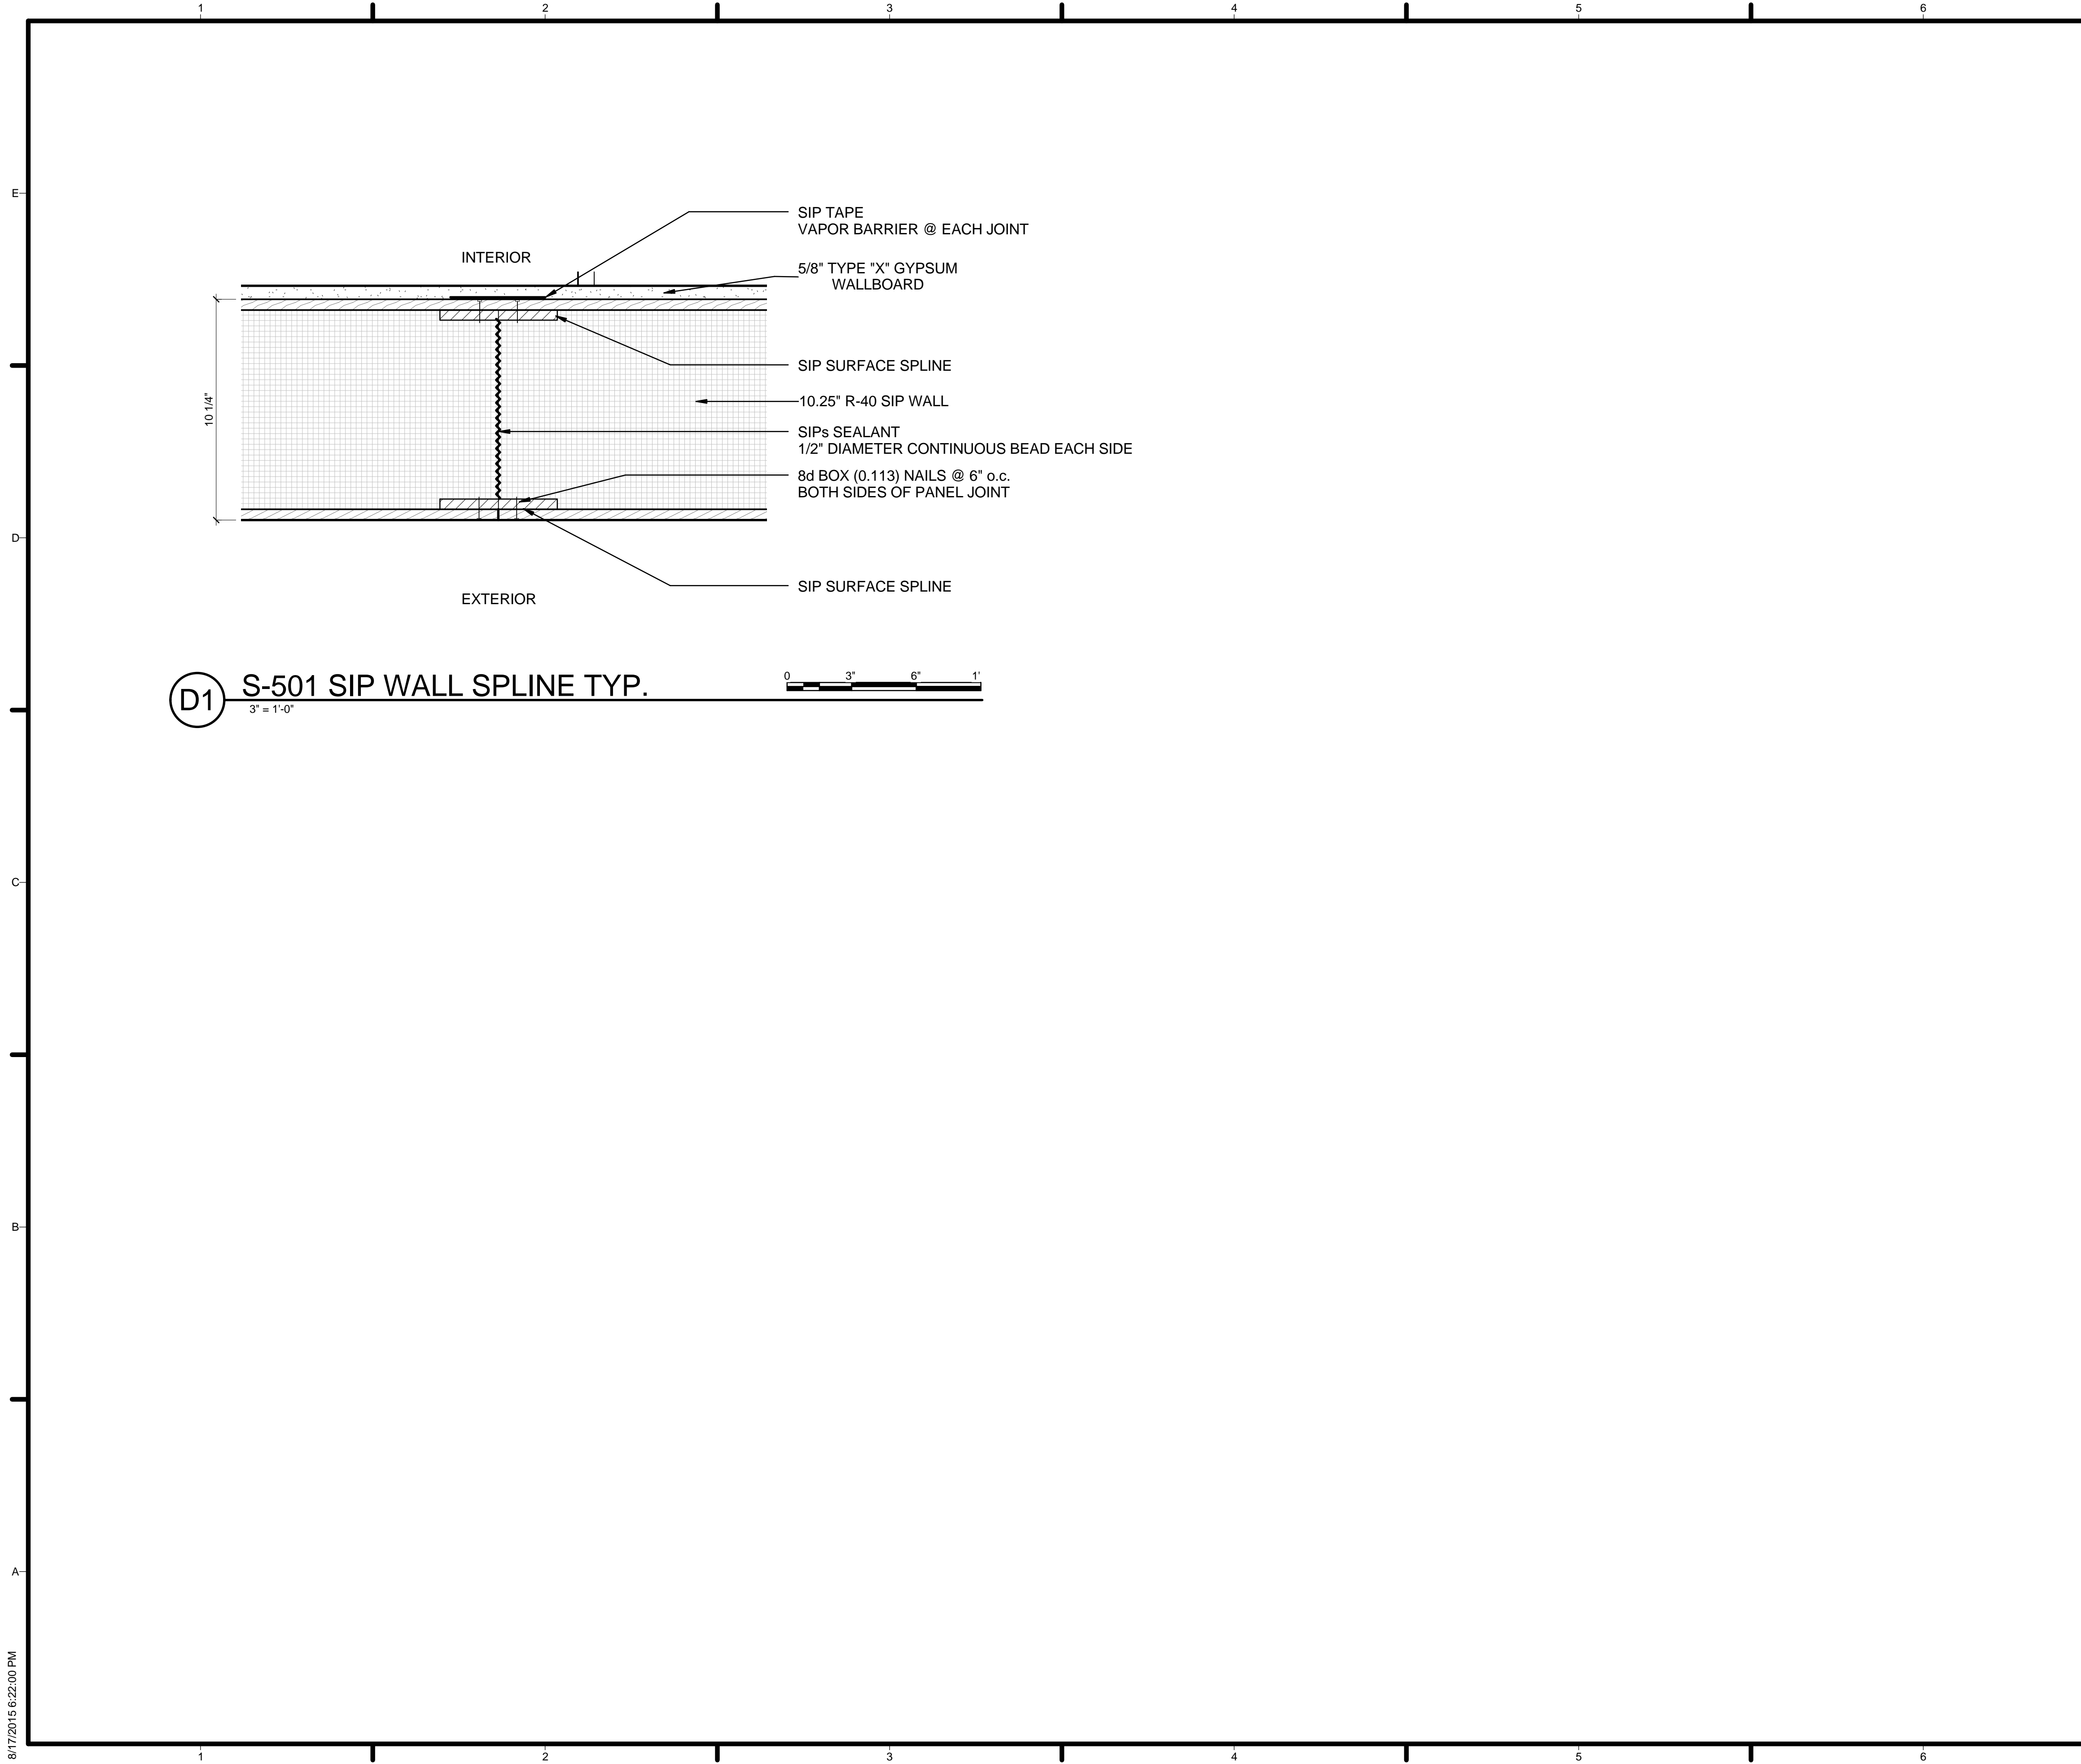 1 2 3 4 5 6
E
SIP TAPE
VAPOR BARRIER @ EACH JOINT
INTERIOR
5/8" TYPE "X" GYPSUM
WALLBOARD
SIP SURFACE SPLINE
10 1/4"
10.25" R-40 SIP WALL
SIPs SEALANT
1/2" DIAMETER CONTINUOUS BEAD EACH SIDE
8d BOX (0.113) NAILS @ 6" o.c.
BOTH SIDES OF PANEL JOINT
D
SIP SURFACE SPLINE
EXTERIOR
D1 S-501 SIP WALL SPLINE TYP.
0 3" 6" 1'
3" = 1'-0"
C
B
A
8/17/2015 6:22:00 PM
1 2 3 4 5 6